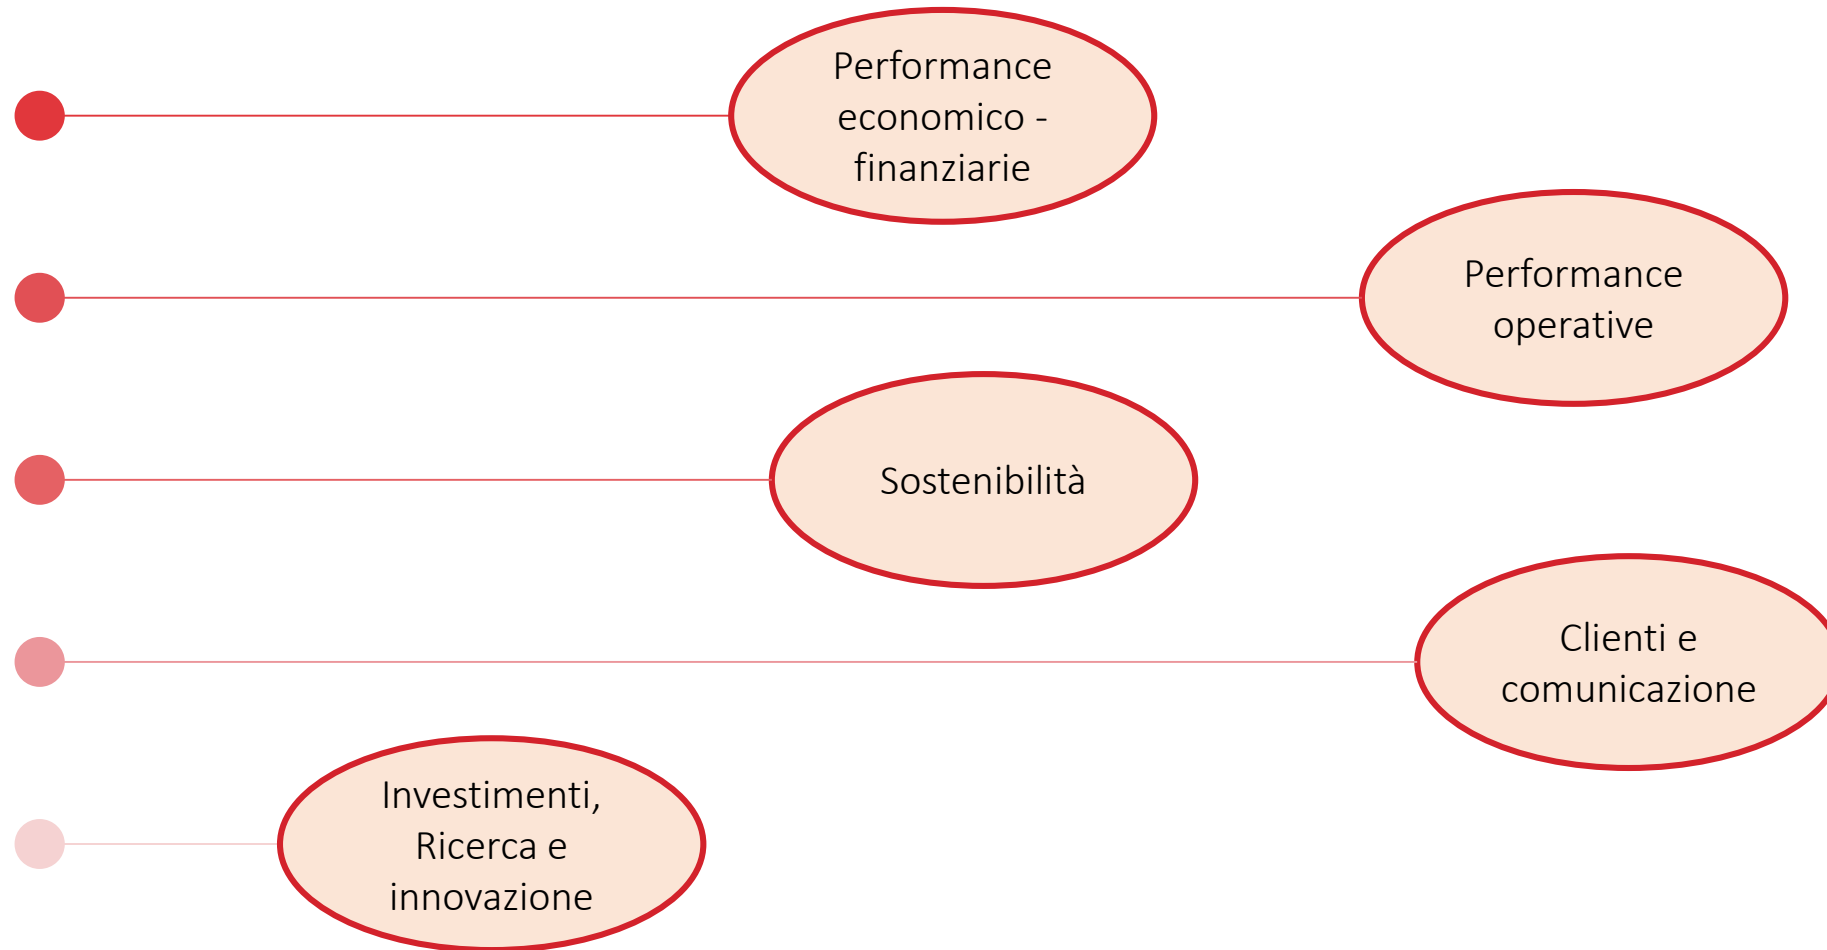 Performance
economico -
finanziarie
Performance
operative
Sostenibilità
Clienti e
comunicazione
Investimenti,
Ricerca e
innovazione